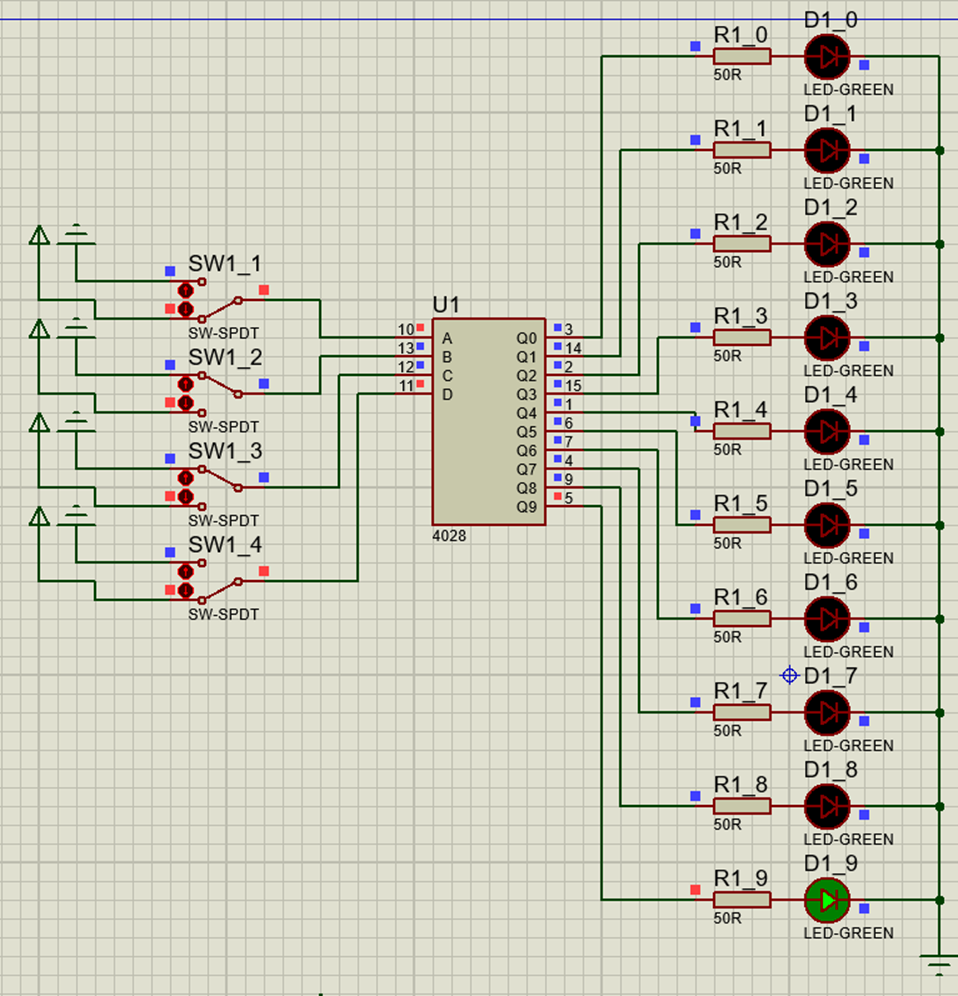 D1_0
R1_0
50R
LED-GREEN
D1_1
R1_1
50R
LED-GREEN
D1_2
R1_2
50R
LED-GREEN
D1_3
R1_3
50R
LED-GREEN
D1_4
R1_4
50R
LED-GREEN
D1_5
R1_5
50R
LED-GREEN
D1_6
R1_6
50R
LED-GREEN
D1_7
R1_7
50R
LED-GREEN
D1_8
R1_8
50R
LED-GREEN
D1_9
R1_9
50R
LED-GREEN
SW1_1
SW-SPDT
SW1_2
SW-SPDT
SW1_3
SW-SPDT
SW1_4
SW-SPDT
U1
10 A Q0 3
13 B Q1 14
12 C Q2 2
11 D Q3 15
Q4 1
Q5 6
Q6 7
Q7 4
Q8 9
Q9 5
4028